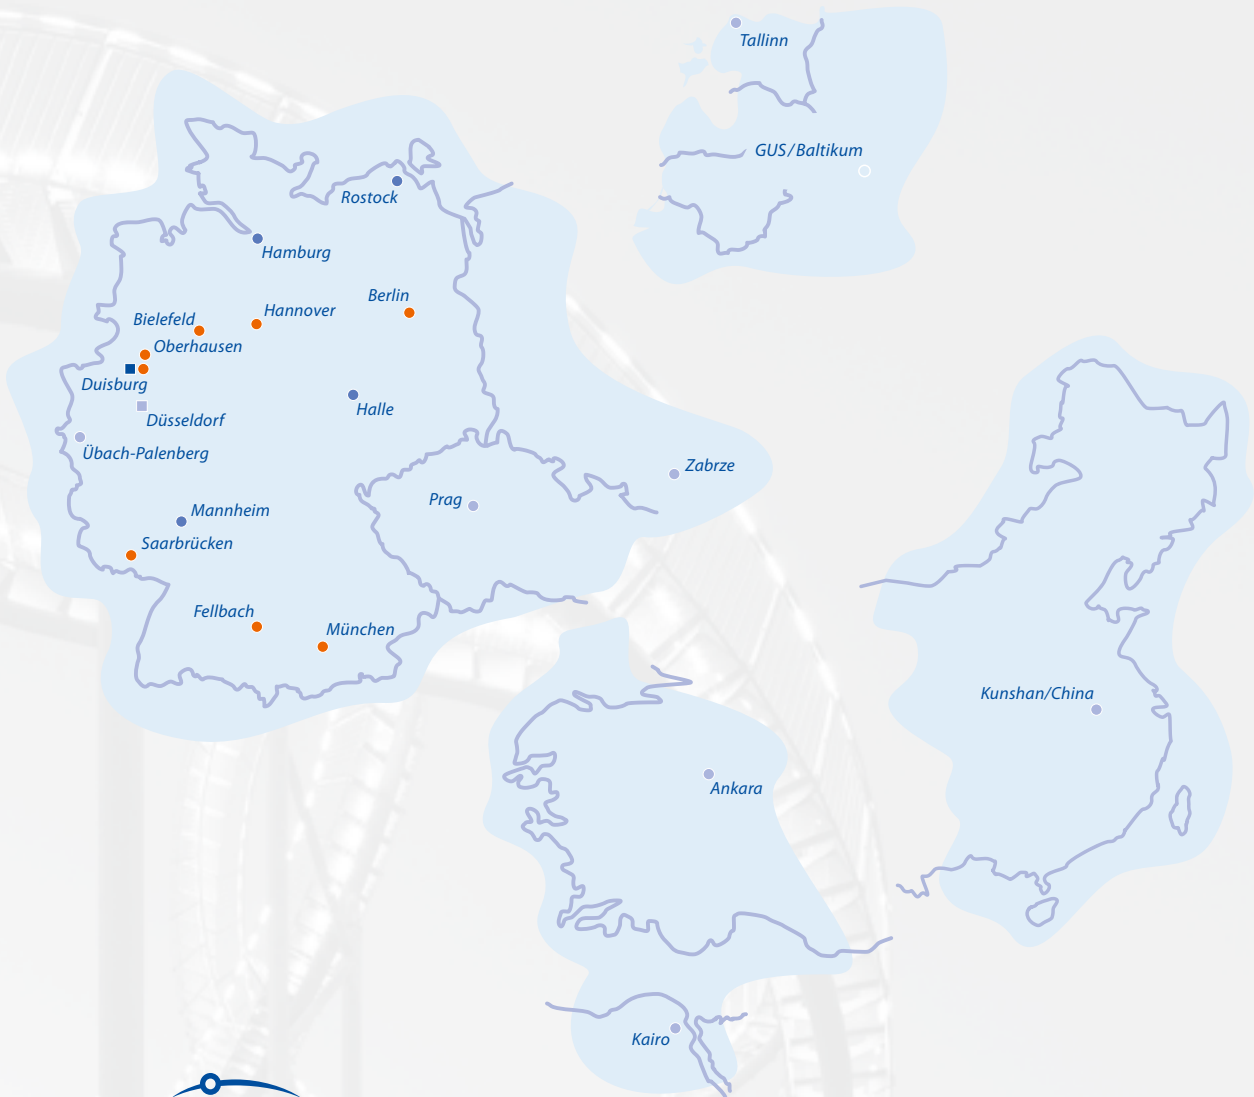 Tallinn
GUS/Baltikum
Rostock
Hamburg
Berlin
Hannover
Bielefeld
Oberhausen
Duisburg
Halle
Düsseldorf
Übach-Palenberg
Zabrze
Prag
Mannheim
Saarbrücken
Fellbach
München
Kunshan/China
Ankara
Kairo